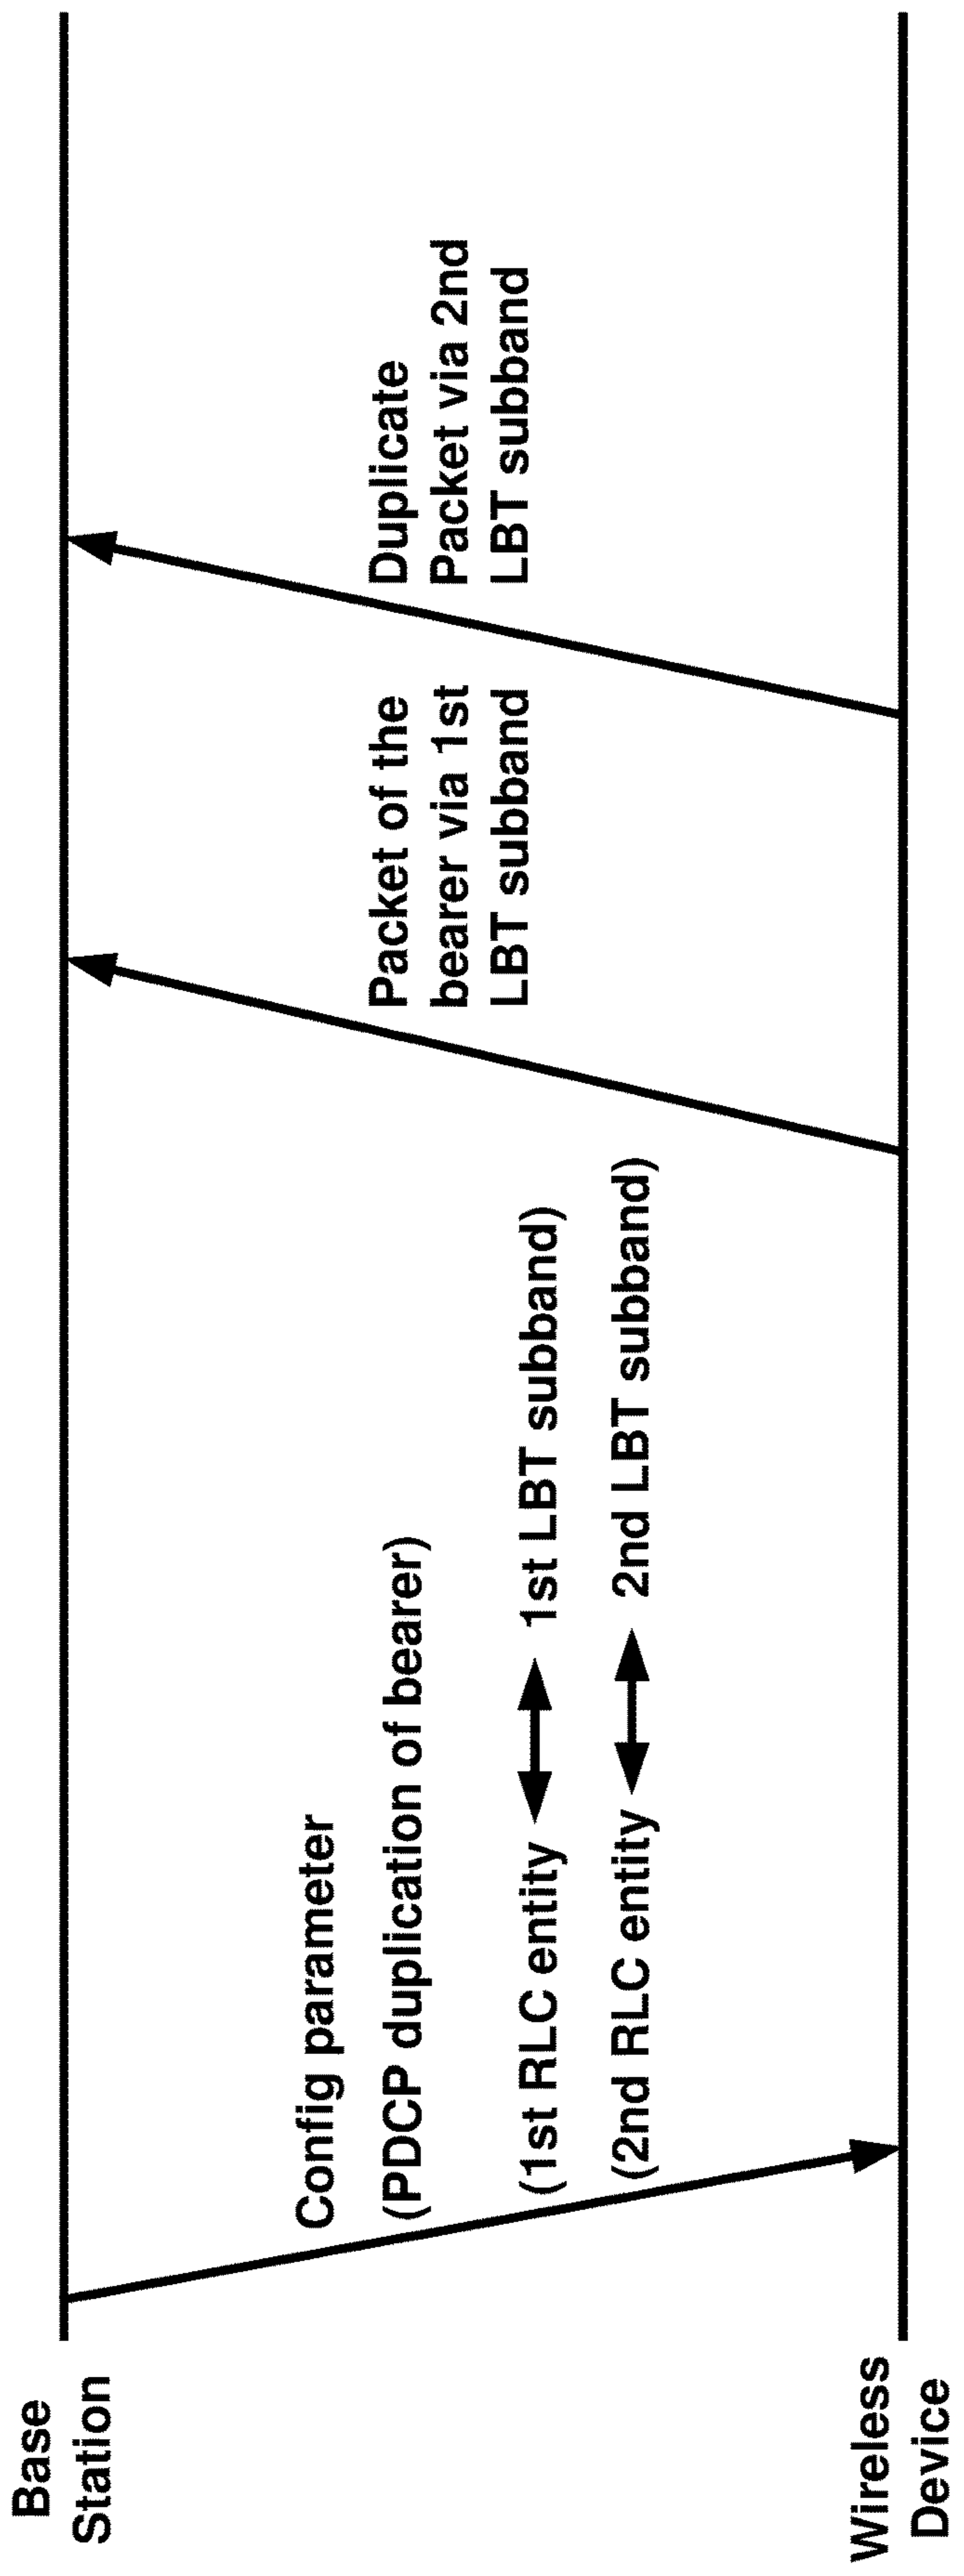 Base
Station
Config parameter
(PDCP duplication of bearer)
(1st RLC entity ↔ 1st LBT subband)
(2nd RLC entity ↔ 2nd LBT subband)
Packet of the
bearer via 1st
LBT subband
Duplicate
Packet via 2nd
LBT subband
Wireless
Device